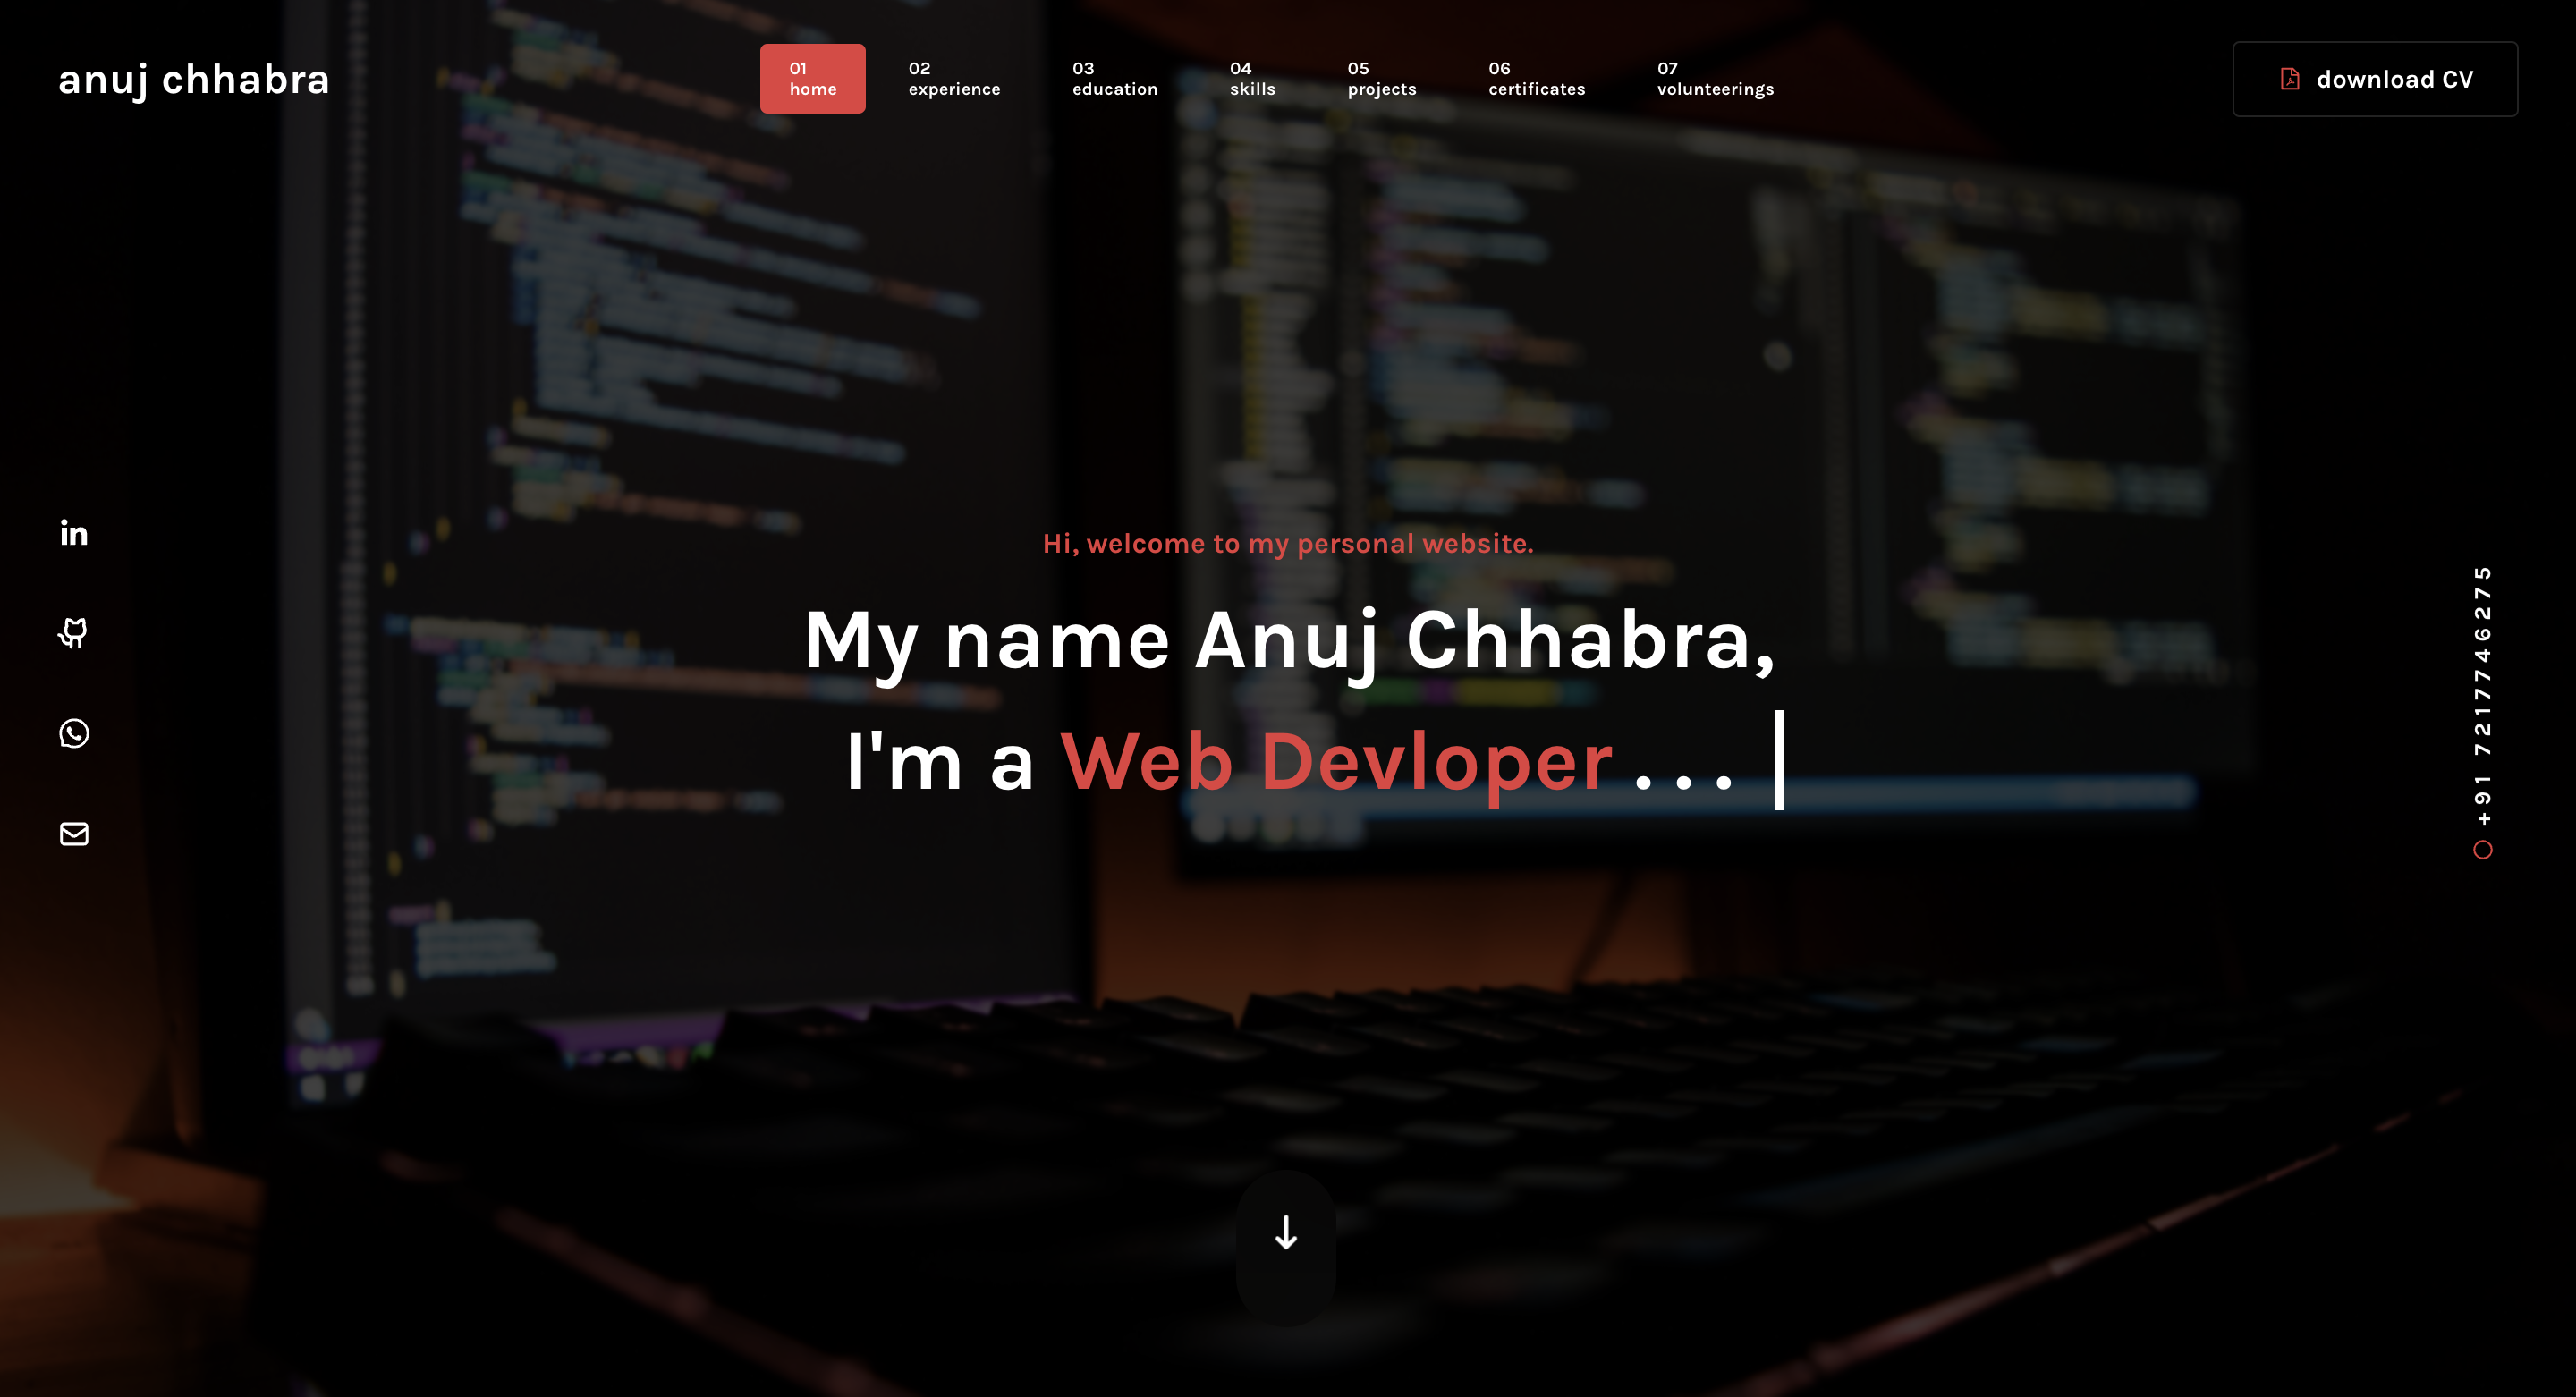 anuj chhabra
01
home
02
experience
03
education
04
skills
05
projects
06
certificates
07
volunteerings
download CV
Hi, welcome to my personal website.
My name Anuj Chhabra,
I'm a Web Devloper ...
in
+91 7217746275